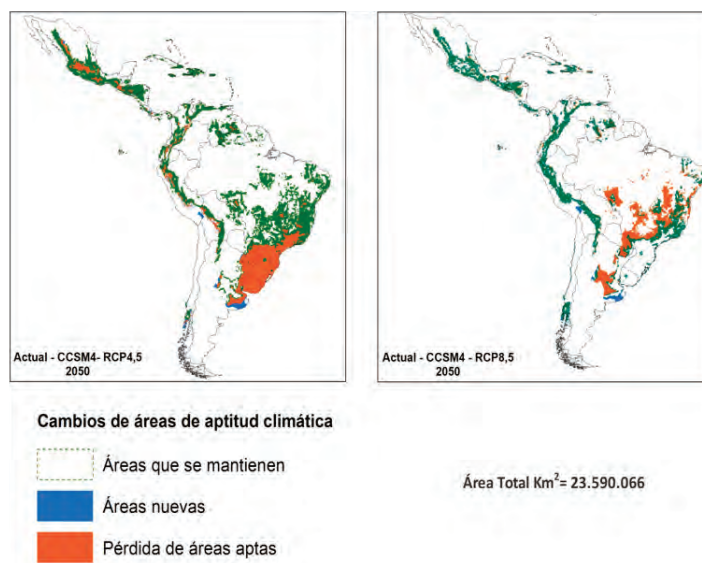 Actual - CCSM4- RCP4,5
2050
Actual - CCSM4 - RCP8,5
2050
Cambios de áreas de aptitud climática
Áreas que se mantienen
Áreas nuevas
Pérdida de áreas aptas
Área Total Km²= 23.590.066